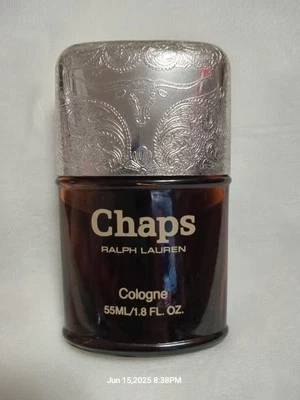 Chaps
RALPH LAUREN
Cologne
55ML/1.8 FL. OZ.
Jun 15,2025 8:38PM